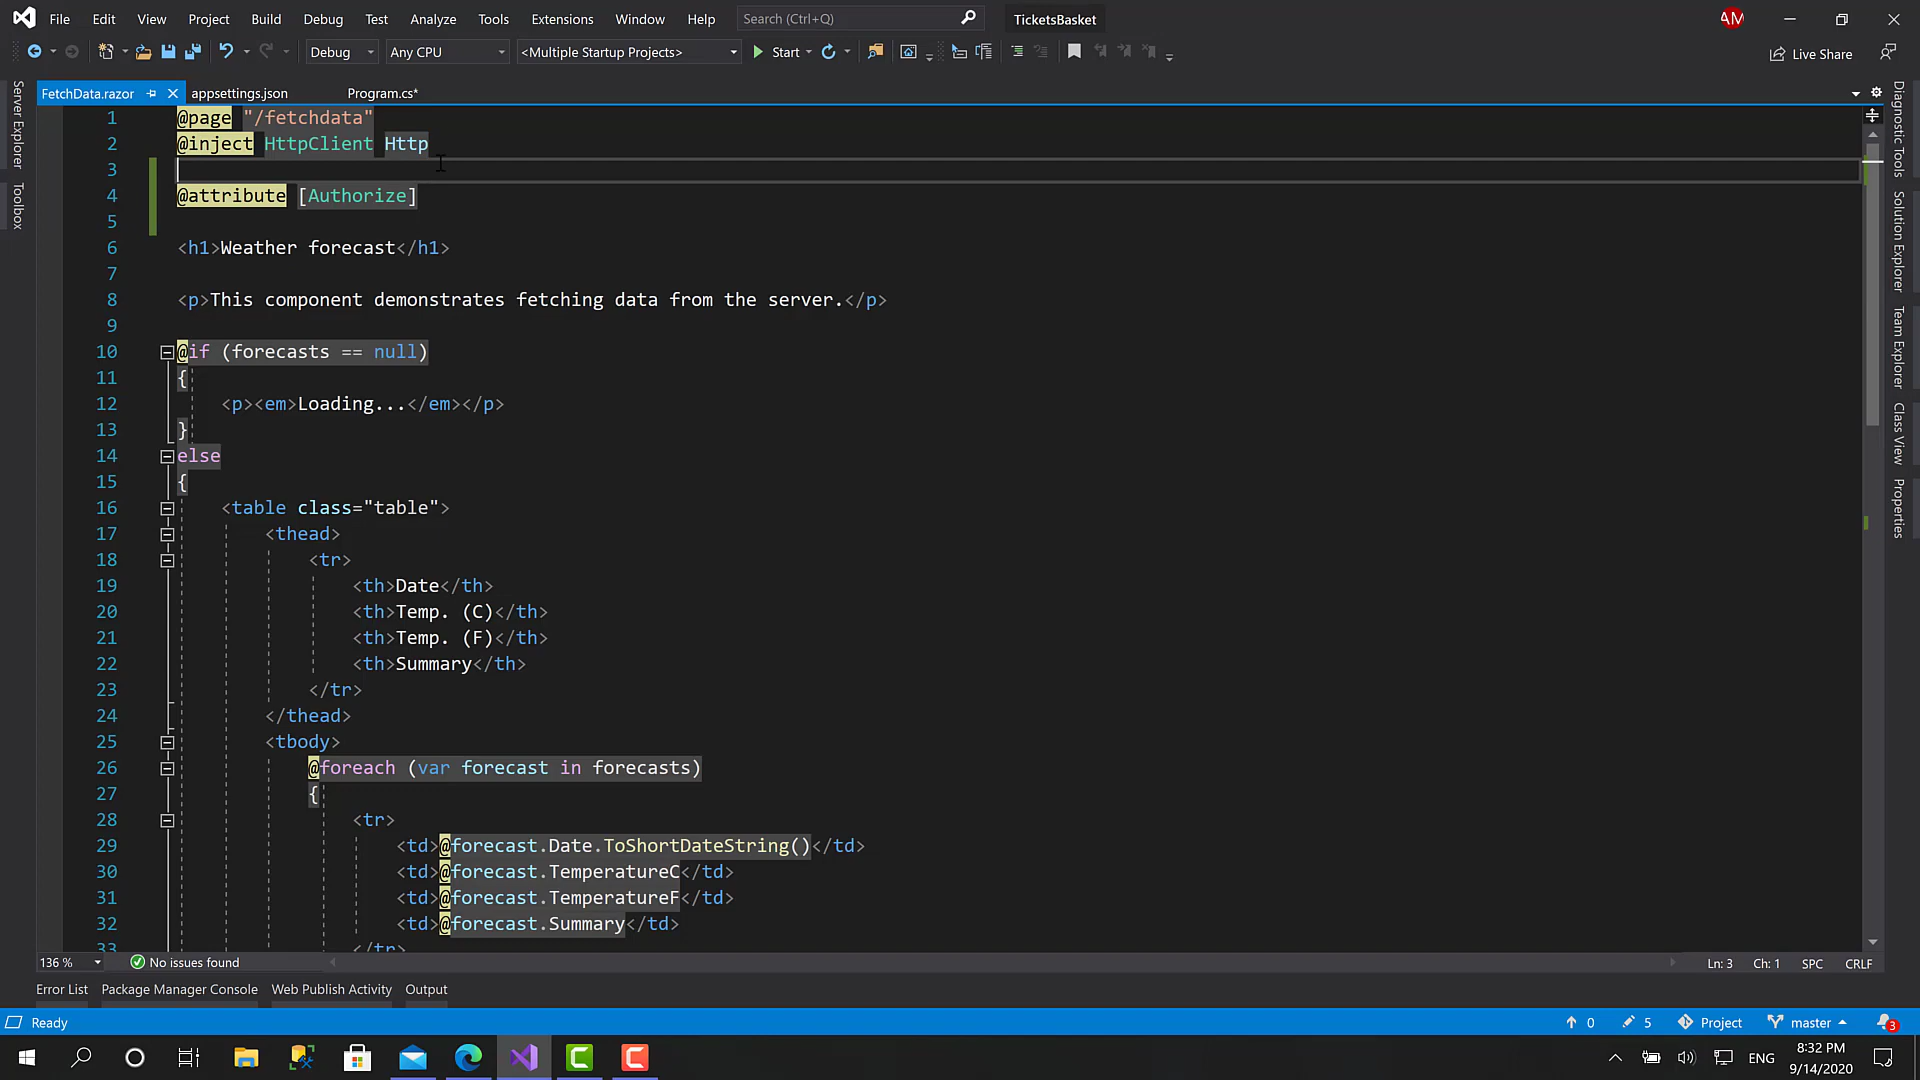 File Edit View Project Build Debug Test Analyze Tools Extensions Window Help Search (Ctrl+Q) TicketsBasket AM
Debug Any CPU <Multiple Startup Projects> Start Live Share
FetchData.razor appsettings.json Program.cs*
Server Explorer
Toolbox
1 @page "/fetchdata"
2 @inject HttpClient Http
3
4 @attribute [Authorize]
5
6 <h1>Weather forecast</h1>
7
8 <p>This component demonstrates fetching data from the server.</p>
9
10 @if (forecasts == null)
11 {
12 <p><em>Loading...</em></p>
13 }
14 else
15 {
16 <table class="table">
17 <thead>
18 <tr>
19 <th>Date</th>
20 <th>Temp. (C)</th>
21 <th>Temp. (F)</th>
22 <th>Summary</th>
23 </tr>
24 </thead>
25 <tbody>
26 @foreach (var forecast in forecasts)
27 {
28 <tr>
29 <td>@forecast.Date.ToShortDateString()</td>
30 <td>@forecast.TemperatureC</td>
31 <td>@forecast.TemperatureF</td>
32 <td>@forecast.Summary</td>
33 </tr>
Diagnostic Tools
Solution Explorer
Team Explorer
Class View
Properties
136 % No issues found Ln: 3 Ch: 1 SPC CRLF
Error List Package Manager Console Web Publish Activity Output
Ready 0 5 Project master 3
ENG 8:32 PM
9/14/2020